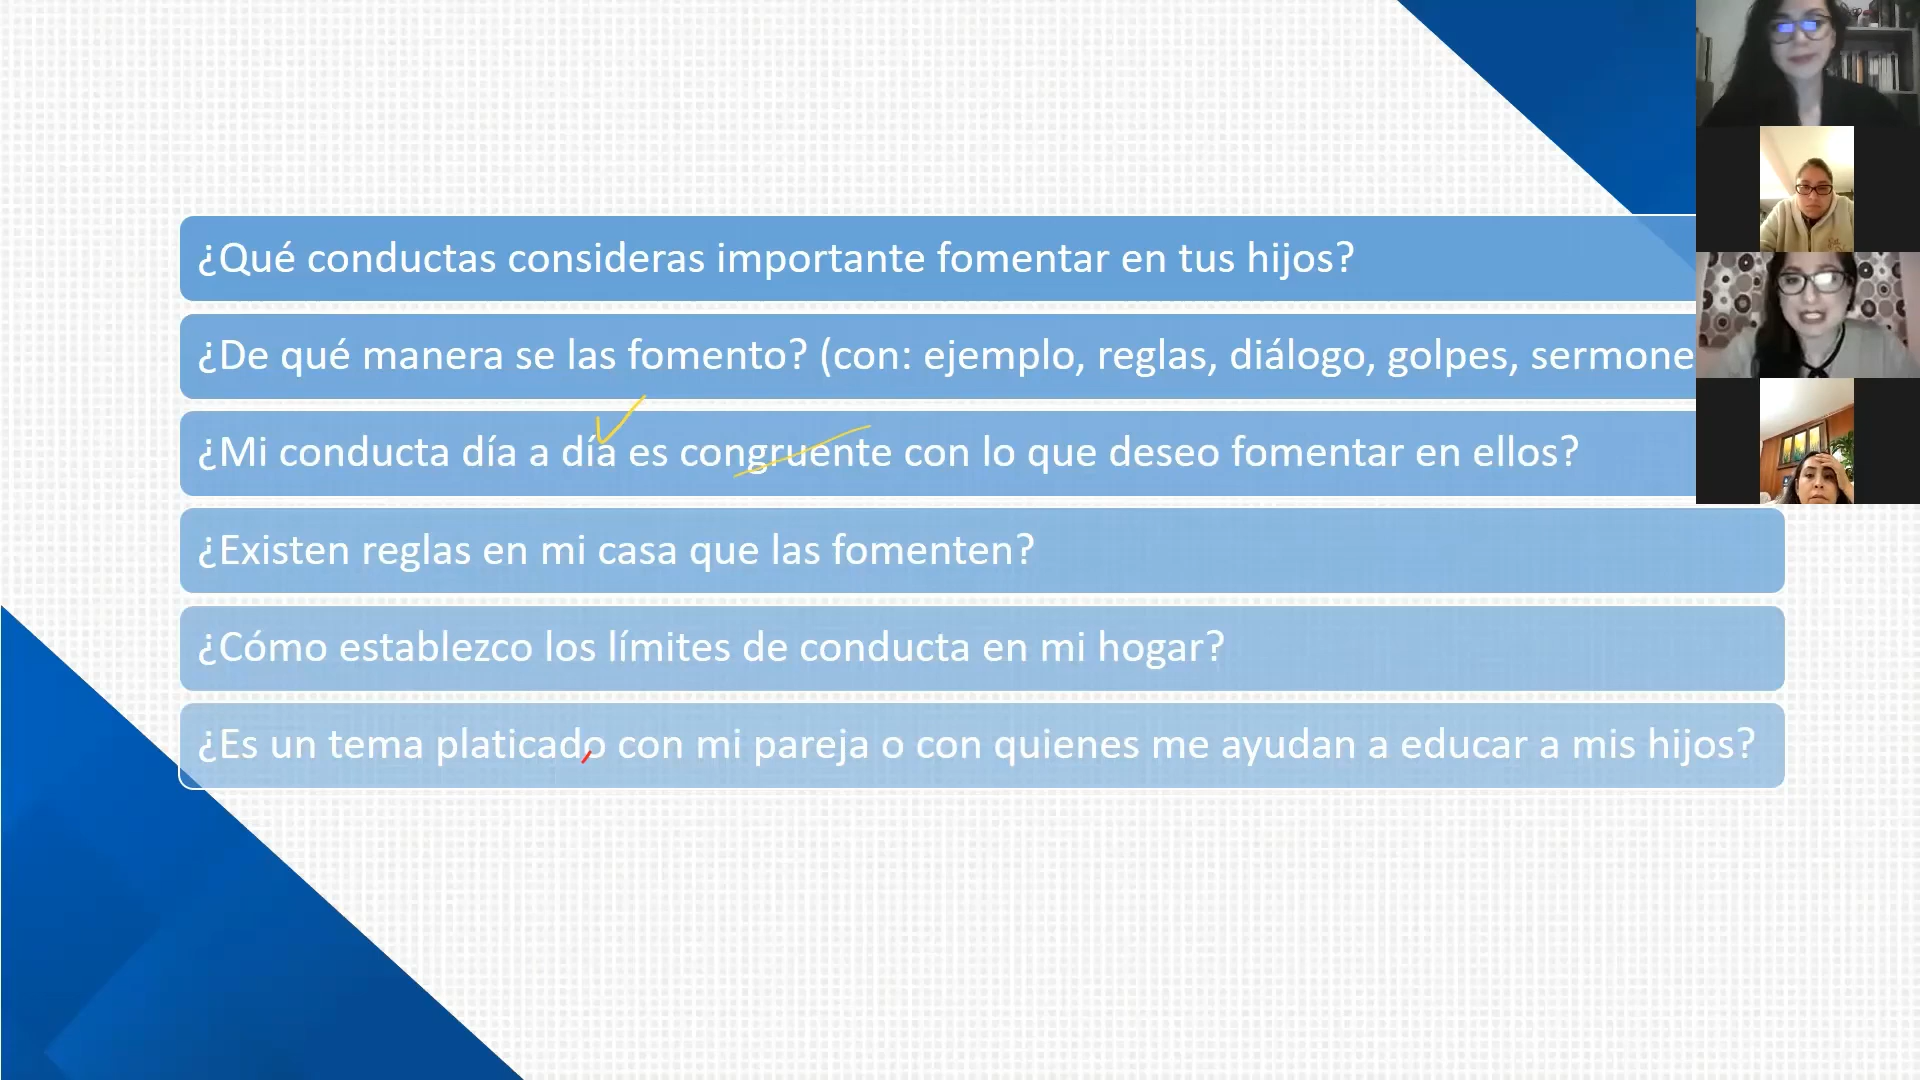 ¿Qué conductas consideras importante fomentar en tus hijos?
¿De qué manera se las fomento? (con: ejemplo, reglas, diálogo, golpes, sermone
¿Mi conducta día a día es congruente con lo que deseo fomentar en ellos?
¿Existen reglas en mi casa que las fomenten?
¿Cómo establezco los límites de conducta en mi hogar?
¿Es un tema platicado con mi pareja o con quienes me ayudan a educar a mis hijos?